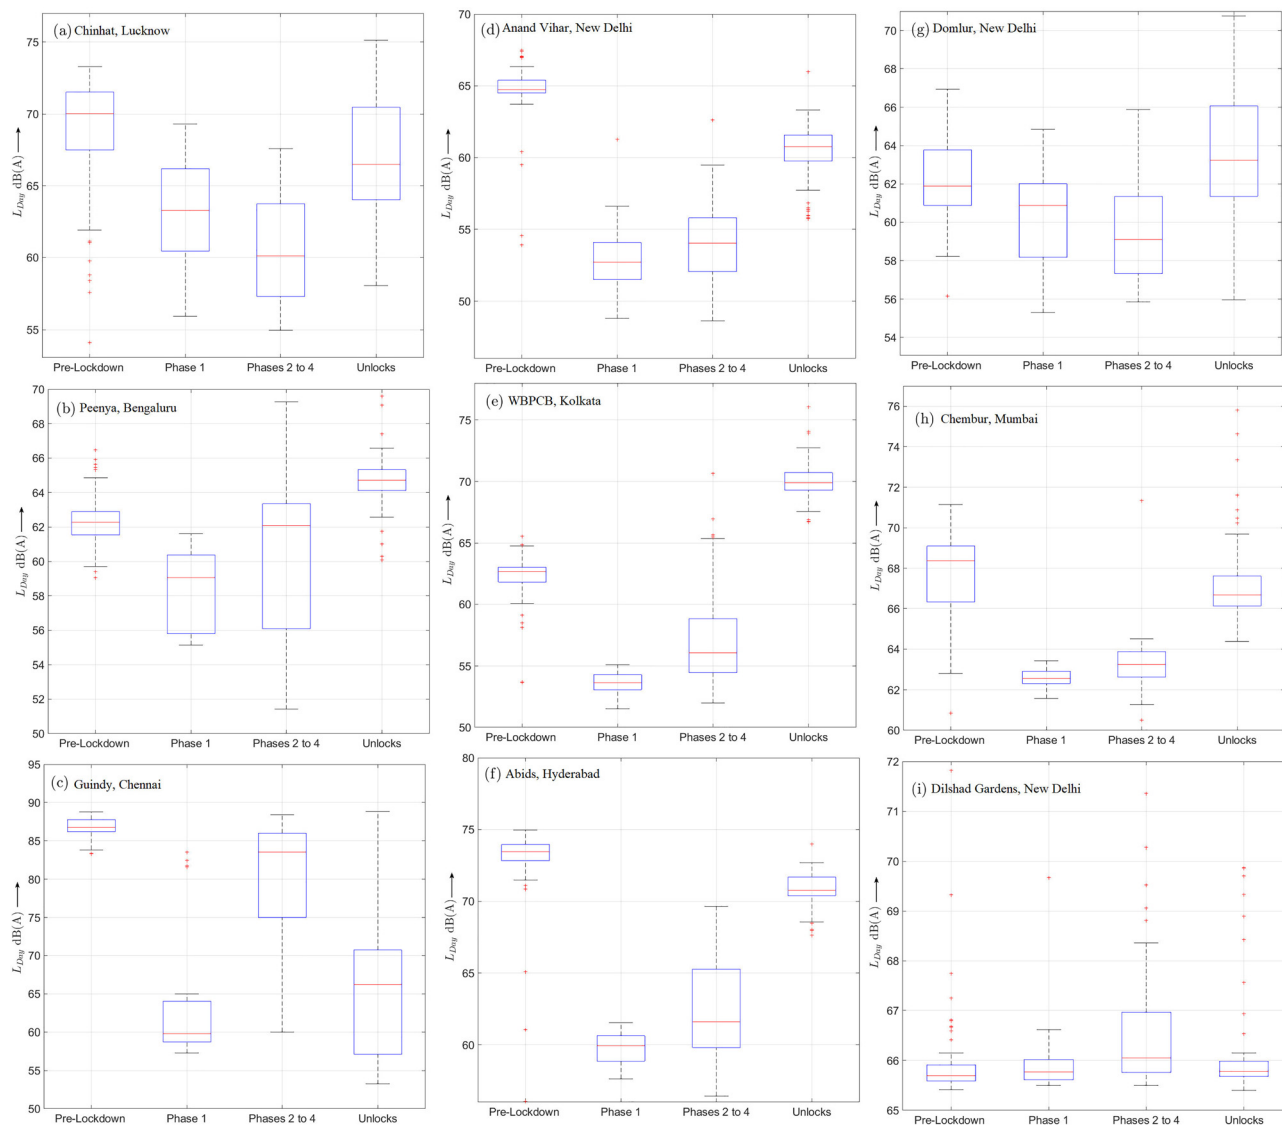 (a) Chinhat, Lucknow
L_Day dB(A)
75
70
65
60
55
Pre-Lockdown Phase 1 Phases 2 to 4 Unlocks
(b) Peenya, Bengaluru
L_Day dB(A)
70
68
66
64
62
60
58
56
54
52
50
Pre-Lockdown Phase 1 Phases 2 to 4 Unlocks
(c) Guindy, Chennai
L_Day dB(A)
95
90
85
80
75
70
65
60
55
50
Pre-Lockdown Phase 1 Phases 2 to 4 Unlocks
(d) Anand Vihar, New Delhi
L_Day dB(A)
70
65
60
55
50
Pre-Lockdown Phase 1 Phases 2 to 4 Unlocks
(e) WBPCB, Kolkata
L_Day dB(A)
75
70
65
60
55
50
Pre-Lockdown Phase 1 Phases 2 to 4 Unlocks
(f) Abids, Hyderabad
L_Day dB(A)
80
75
70
65
60
Pre-Lockdown Phase 1 Phases 2 to 4 Unlocks
(g) Domlur, New Delhi
L_Day dB(A)
70
68
66
64
62
60
58
56
54
Pre-Lockdown Phase 1 Phases 2 to 4 Unlocks
(h) Chembur, Mumbai
L_Day dB(A)
76
74
72
70
68
66
64
62
60
Pre-Lockdown Phase 1 Phases 2 to 4 Unlocks
(i) Dilshad Gardens, New Delhi
L_Day dB(A)
72
71
70
69
68
67
66
65
Pre-Lockdown Phase 1 Phases 2 to 4 Unlocks